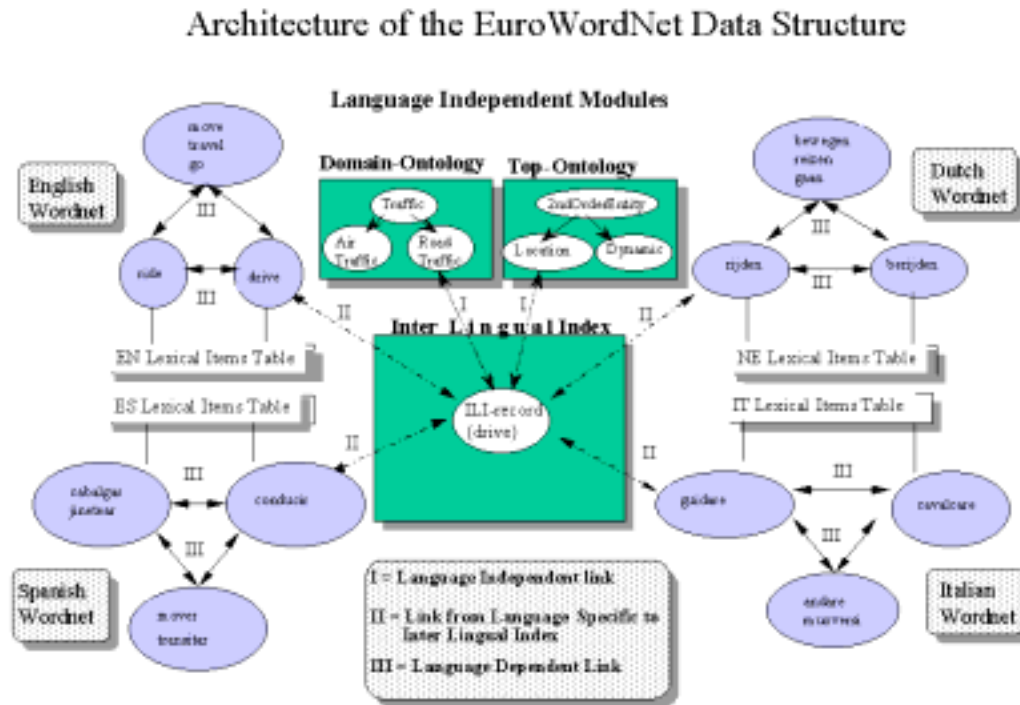 Architecture of the EuroWordNet Data Structure
Language Independent Modules
Domain-Ontology
Top-Ontology
English
Wordnet
Dutch
Wordnet
move
travel
go
III
ride
drive
III
Traffic
Air
Traffic
Road
Traffic
2ndOrderEntity
Location
Dynamic
bewegen
reizen
gaan
III
rijden
berijden
III
II
I
I
II
EN Lexical Items Table
NE Lexical Items Table
ES Lexical Items Table
IT Lexical Items Table
Inter Lingual Index
ILI-record
(drive)
II
II
III
cabalgar
jinetear
conducir
III
mover
transitar
Spanish
Wordnet
III
guidare
cavalcare
III
andare
muoversi
Italian
Wordnet
I = Language Independent link
II = Link from Language Specific to
Inter Lingual Index
III = Language Dependent Link